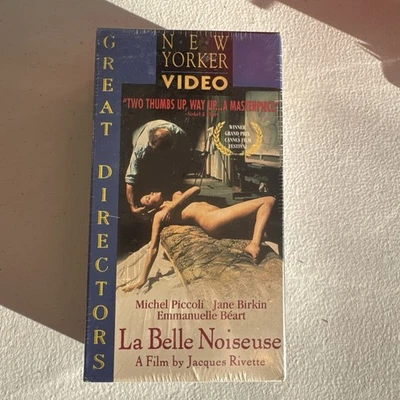 GREAT DIRECTORS
NEW
YORKER
VIDEO
"TWO THUMBS UP, WAY UP...A MASTERPIECE"
WINNER
GRAND PRIX
CANNES FILM
FESTIVAL
Michel Piccoli Jane Birkin
Emmanuelle Béart
La Belle Noiseuse
A Film by Jacques Rivette